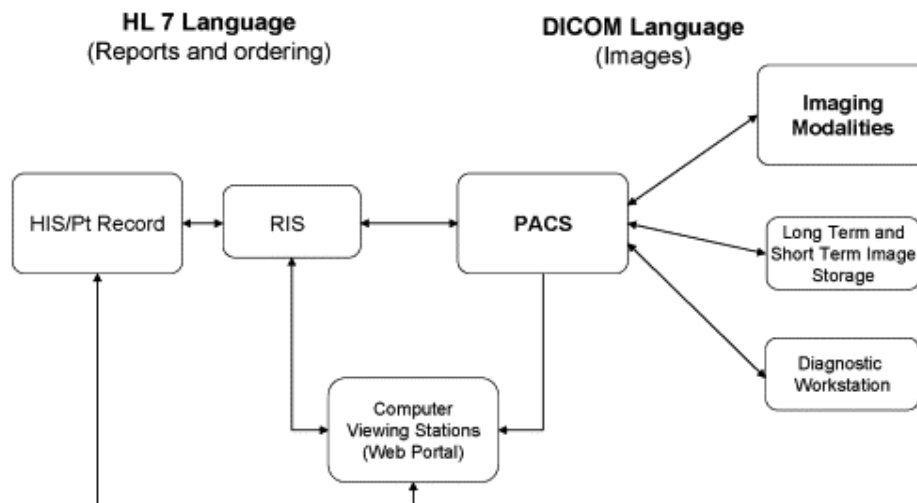 HL 7 Language
(Reports and ordering)
DICOM Language
(Images)
Imaging
Modalities
HIS/Pt Record
RIS
PACS
Long Term and
Short Term Image
Storage
Diagnostic
Workstation
Computer
Viewing Stations
(Web Portal)